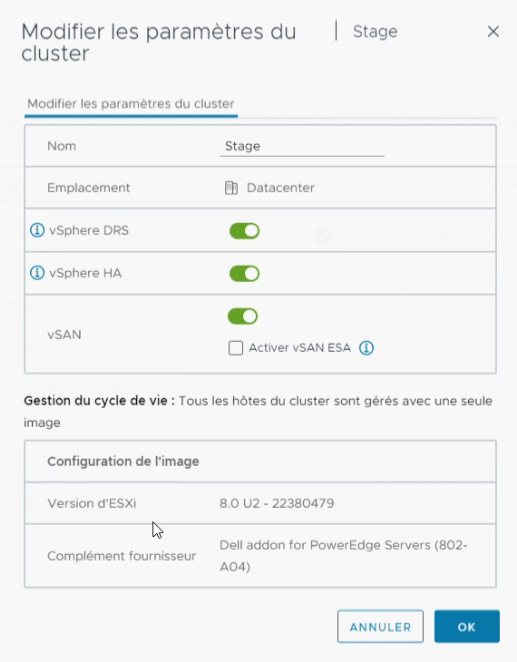 Modifier les paramètres du
cluster
Stage
Modifier les paramètres du cluster
Nom
Stage
Emplacement
Datacenter
vSphere DRS
vSphere HA
vSAN
Activer vSAN ESA
Gestion du cycle de vie : Tous les hôtes du cluster sont gérés avec une seule
image
Configuration de l'image
Version d'ESXi
8.0 U2 - 22380479
Complément fournisseur
Dell addon for PowerEdge Servers (802-
A04)
ANNULER
OK